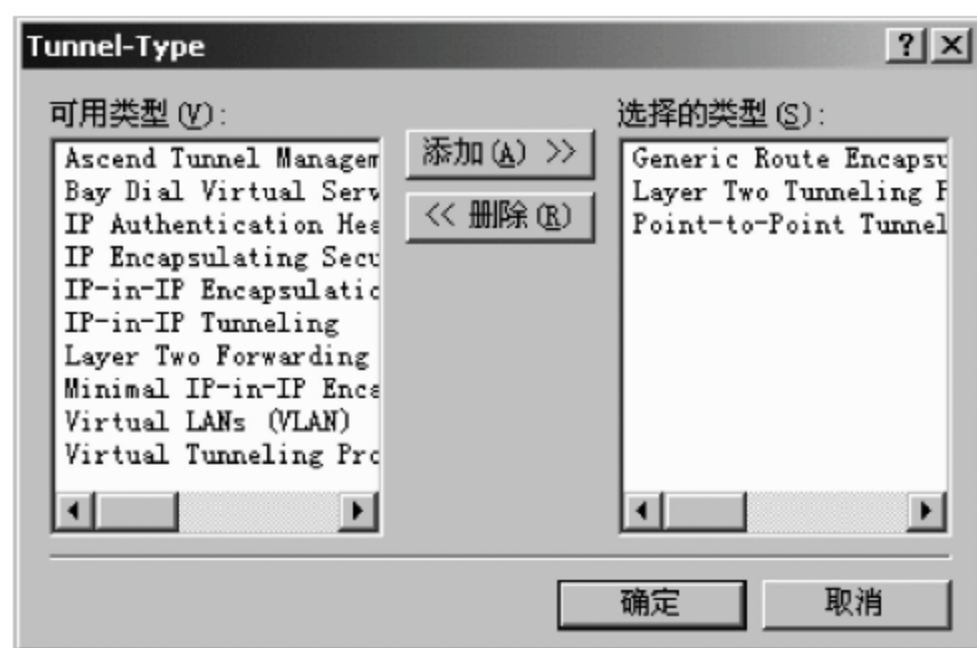 Tunnel-Type
可用类型(V):
Ascend Tunnel Managem
Bay Dial Virtual Serv
IP Authentication Hea
IP Encapsulating Secu
IP-in-IP Encapsulatic
IP-in-IP Tunneling
Layer Two Forwarding
Minimal IP-in-IP Enca
Virtual LANs (VLAN)
Virtual Tunneling Pro
添加(A) >>
<< 删除(R)
选择的类型(S):
Generic Route Encapsu
Layer Two Tunneling P
Point-to-Point Tunnel
确定
取消